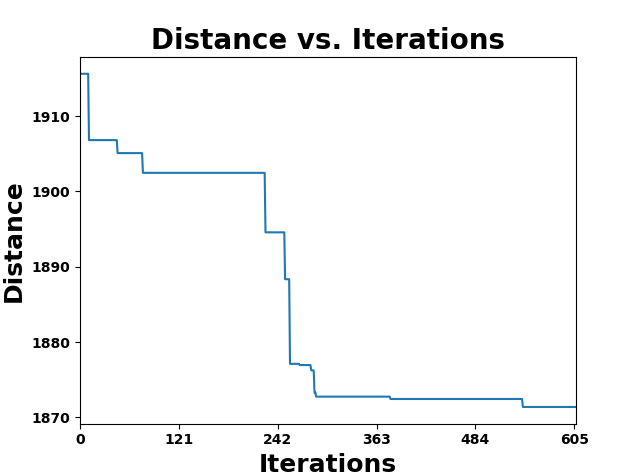 Distance vs. Iterations
1910
1900
1890
1880
1870
Distance
0 121 242 363 484 605
Iterations